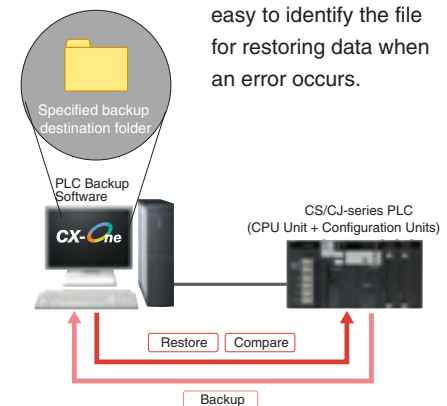 easy to identify the file
for restoring data when
an error occurs.
Specified backup
destination folder
PLC Backup
Software
CX-One
CS/CJ-series PLC
(CPU Unit + Configuration Units)
Restore
Compare
Backup